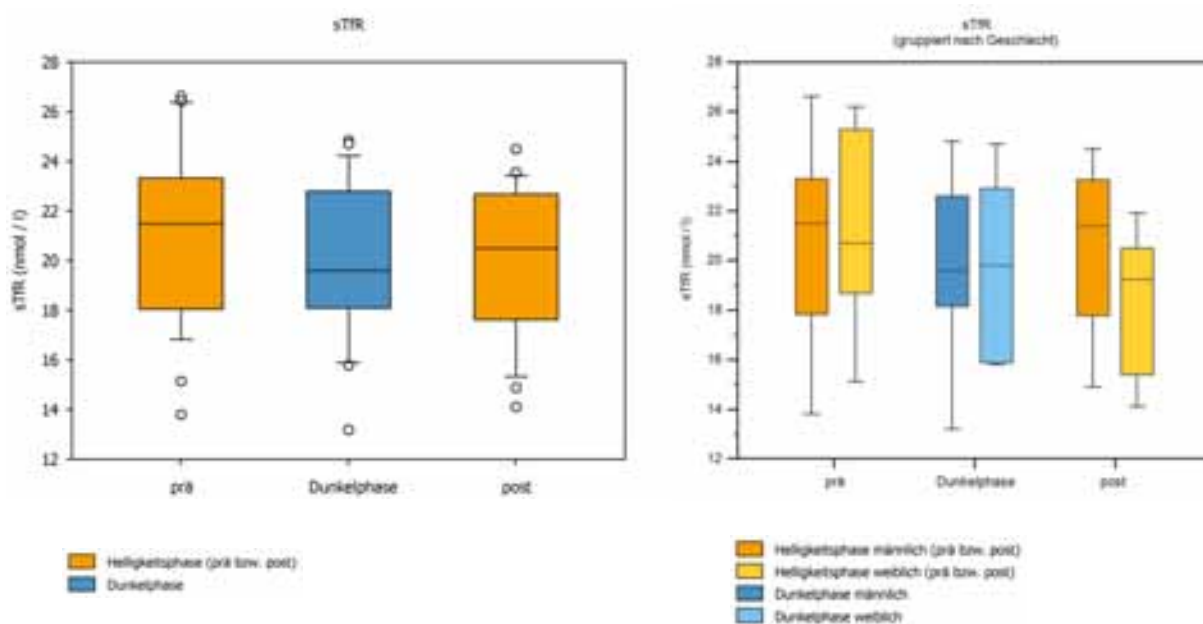 sTfR
28
26
24
22
20
18
16
14
12
sTfR (nmol / l)
prä
Dunkelphase
post
Helligkeitsphase (prä bzw. post)
Dunkelphase
sTfR
(gruppiert nach Geschlecht)
28
26
24
22
20
18
16
14
12
sTfR (nmol / l)
prä
Dunkelphase
post
Helligkeitsphase männlich (prä bzw. post)
Helligkeitsphase weiblich (prä bzw. post)
Dunkelphase männlich
Dunkelphase weiblich